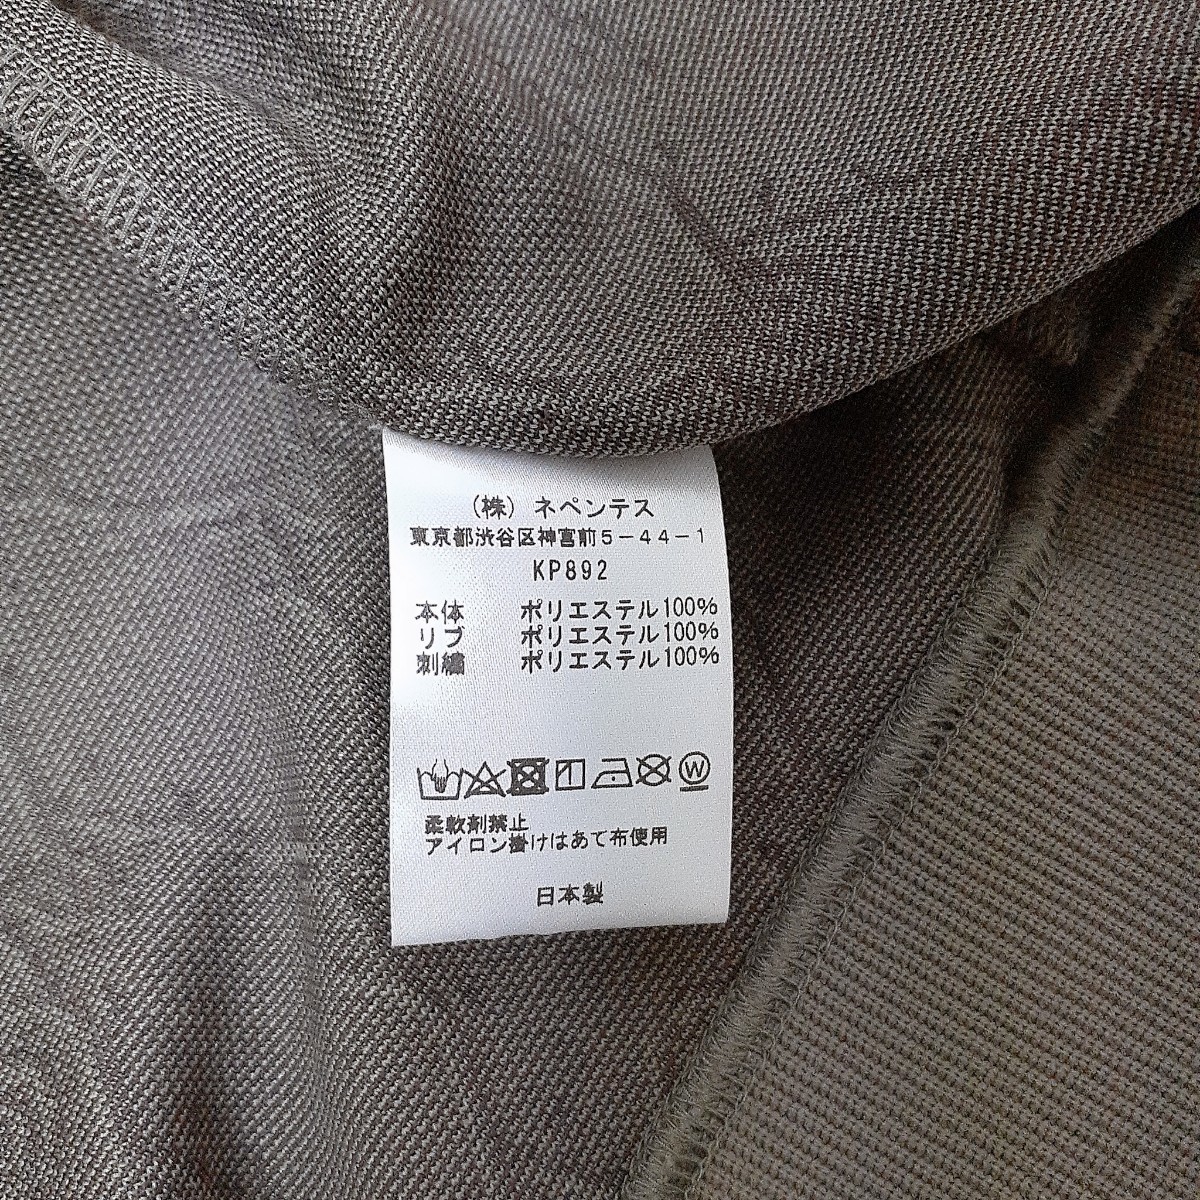 (株) ネペンテス
東京都渋谷区神宮前5-44-1
KP892
本体 ポリエステル100%
リブ ポリエステル100%
刺繍 ポリエステル100%
W
柔軟剤禁止
アイロン掛けはあて布使用
日本製